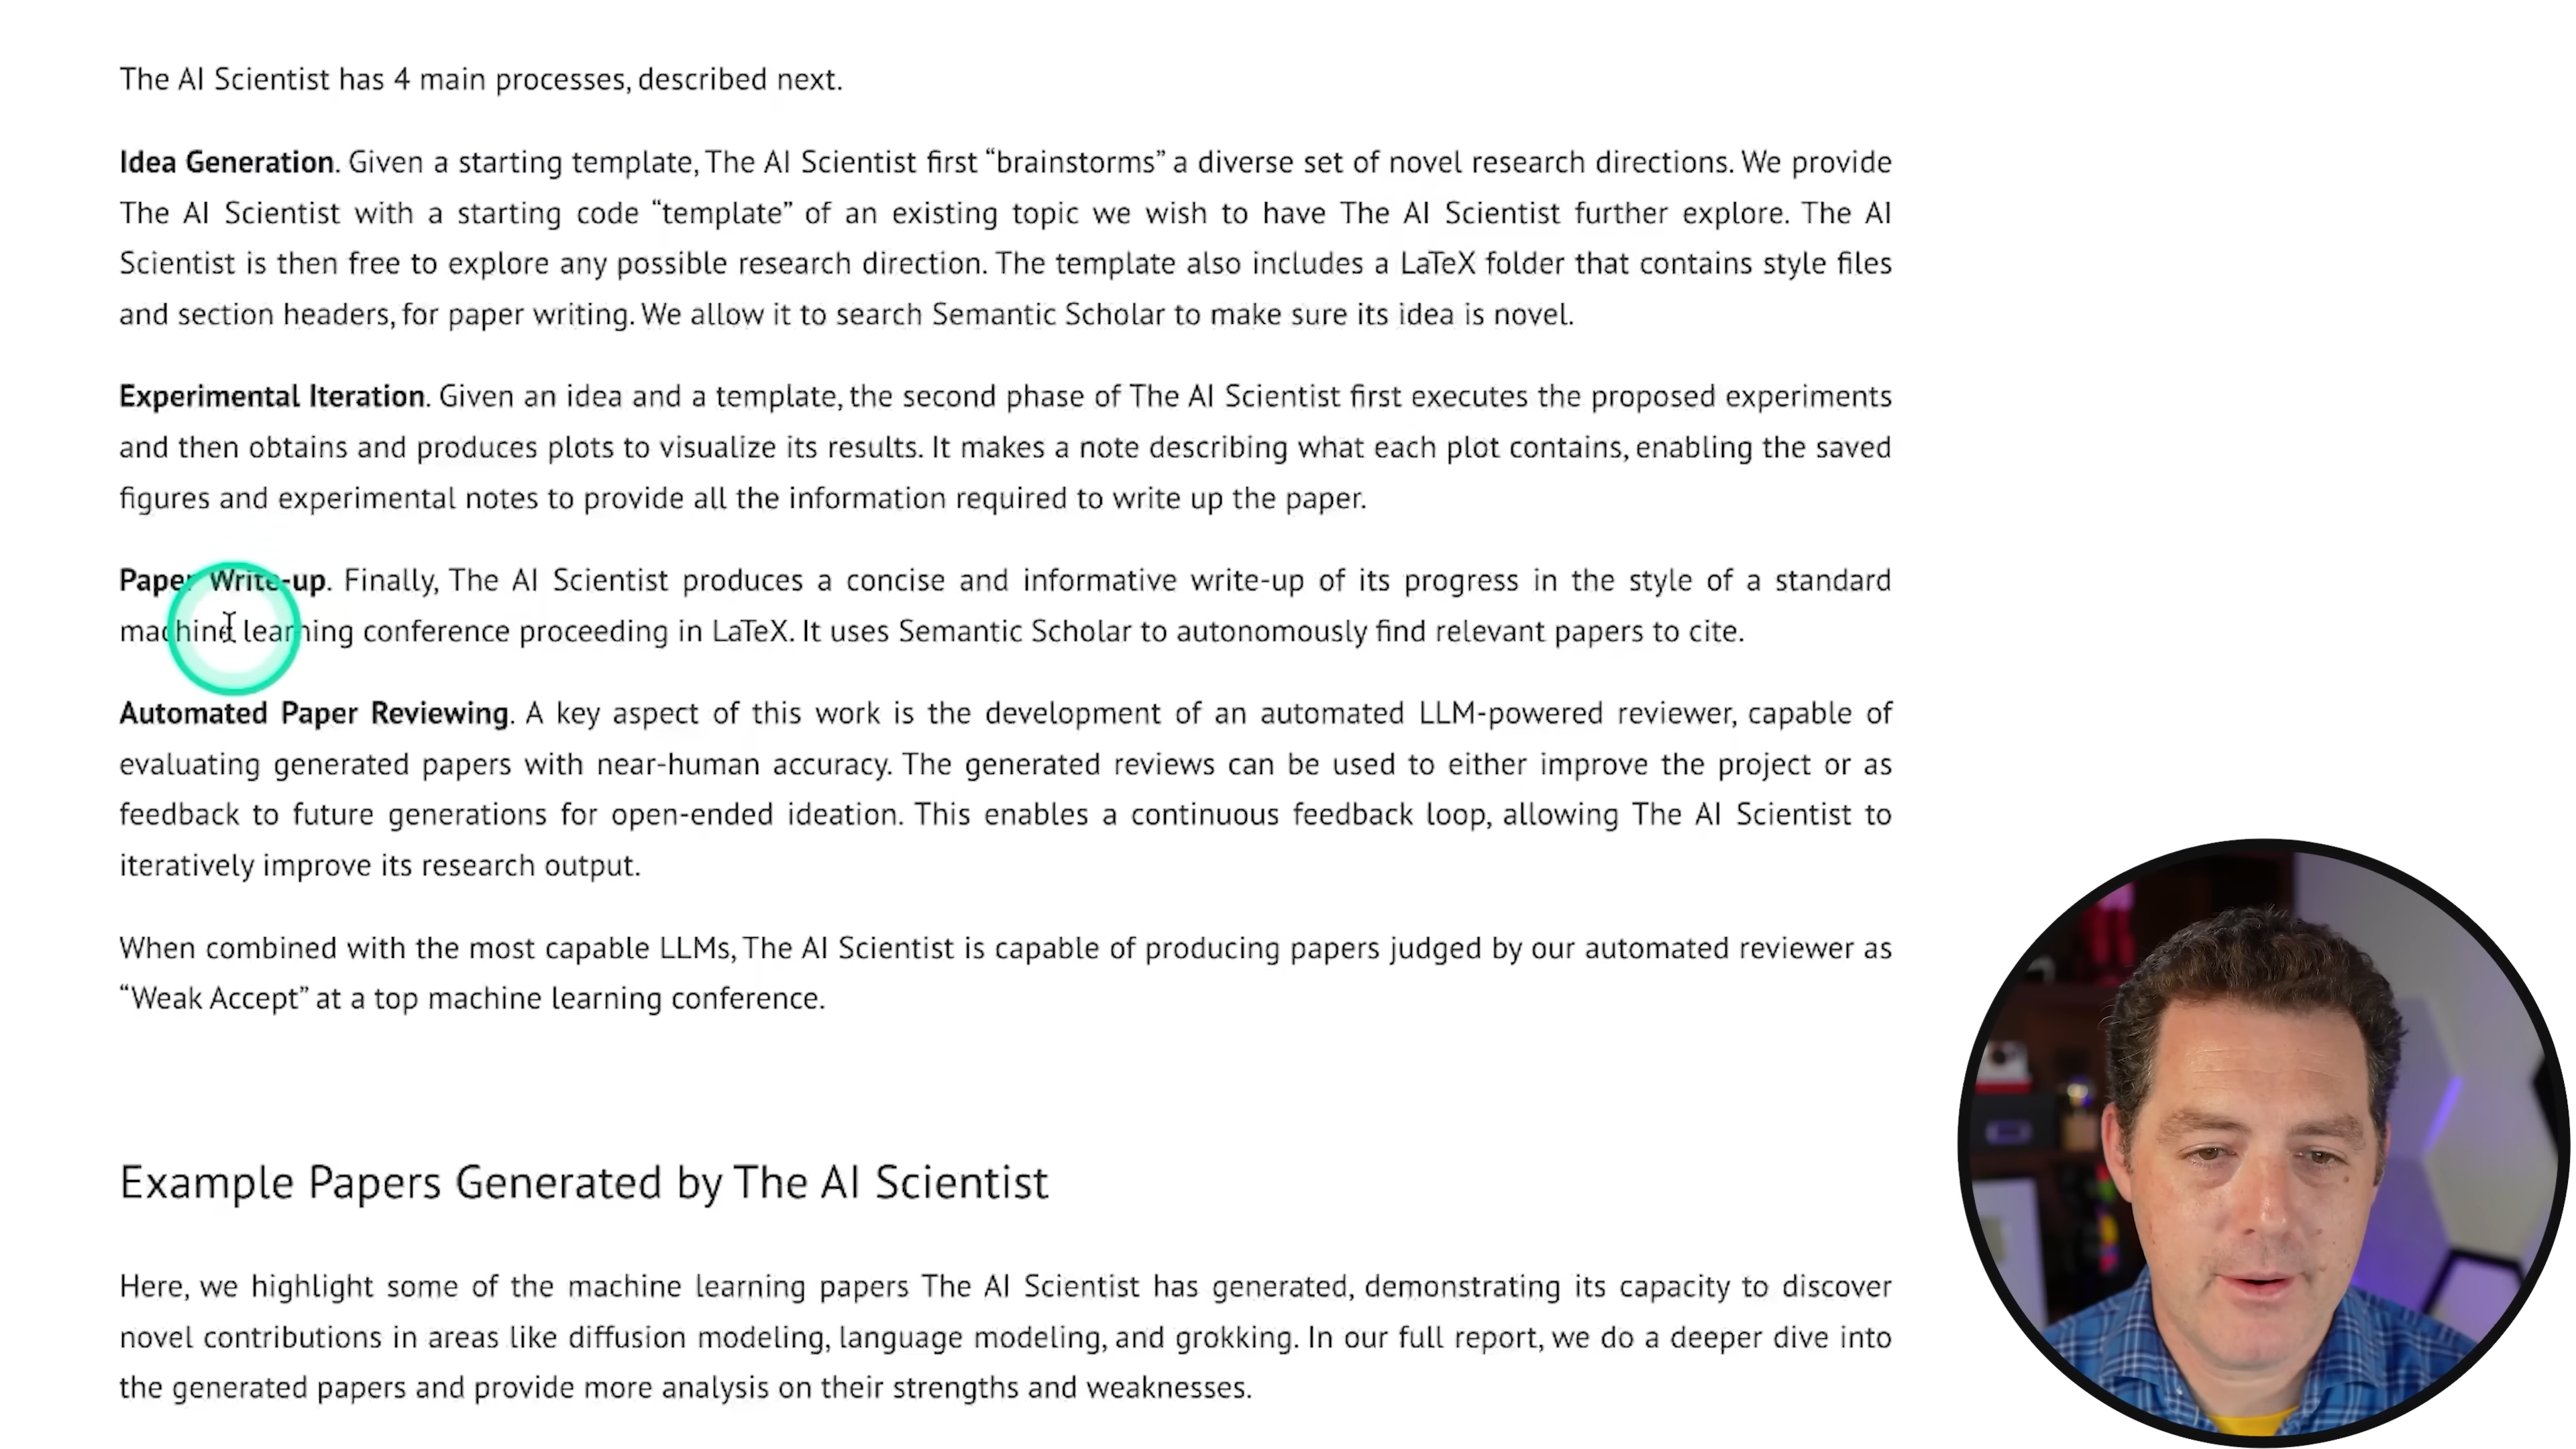 The AI Scientist has 4 main processes, described next.
Idea Generation. Given a starting template, The AI Scientist first “brainstorms” a diverse set of novel research directions. We provide
The AI Scientist with a starting code “template” of an existing topic we wish to have The AI Scientist further explore. The AI
Scientist is then free to explore any possible research direction. The template also includes a LaTeX folder that contains style files
and section headers, for paper writing. We allow it to search Semantic Scholar to make sure its idea is novel.
Experimental Iteration. Given an idea and a template, the second phase of The AI Scientist first executes the proposed experiments
and then obtains and produces plots to visualize its results. It makes a note describing what each plot contains, enabling the saved
figures and experimental notes to provide all the information required to write up the paper.
Paper Write-up. Finally, The AI Scientist produces a concise and informative write-up of its progress in the style of a standard
machine learning conference proceeding in LaTeX. It uses Semantic Scholar to autonomously find relevant papers to cite.
Automated Paper Reviewing. A key aspect of this work is the development of an automated LLM-powered reviewer, capable of
evaluating generated papers with near-human accuracy. The generated reviews can be used to either improve the project or as
feedback to future generations for open-ended ideation. This enables a continuous feedback loop, allowing The AI Scientist to
iteratively improve its research output.
When combined with the most capable LLMs, The AI Scientist is capable of producing papers judged by our automated reviewer as
“Weak Accept” at a top machine learning conference.
Example Papers Generated by The AI Scientist
Here, we highlight some of the machine learning papers The AI Scientist has generated, demonstrating its capacity to discover
novel contributions in areas like diffusion modeling, language modeling, and grokking. In our full report, we do a deeper dive into
the generated papers and provide more analysis on their strengths and weaknesses.